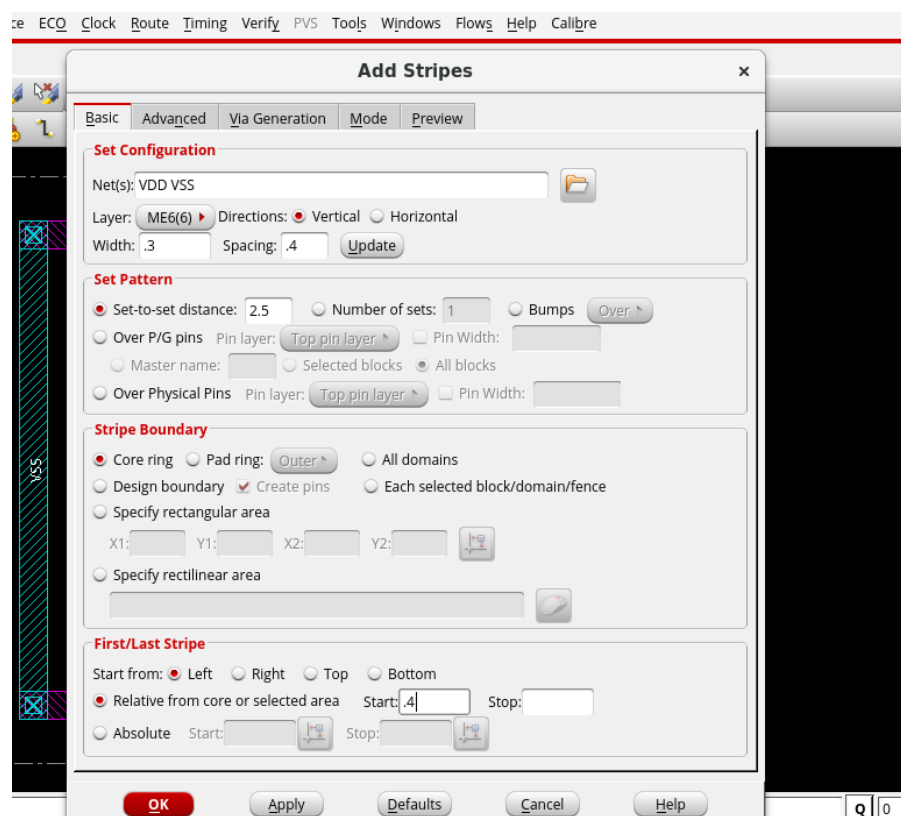 ce ECO Clock Route Timing Verify PVS Tools Windows Flows Help Calibre
Add Stripes ×
Basic Advanced Via Generation Mode Preview
Set Configuration
Net(s): VDD VSS
Layer: ME6(6) Directions: Vertical Horizontal
Width: .3 Spacing: .4 Update
Set Pattern
Set-to-set distance: 2.5 Number of sets: 1 Bumps Over
Over P/G pins Pin layer: Top pin layer Pin Width:
Master name: Selected blocks All blocks
Over Physical Pins Pin layer: Top pin layer Pin Width:
VSS
Stripe Boundary
Core ring Pad ring: Outer All domains
Design boundary Create pins Each selected block/domain/fence
Specify rectangular area
X1: Y1: X2: Y2:
Specify rectilinear area
First/Last Stripe
Start from: Left Right Top Bottom
Relative from core or selected area Start: .4 Stop:
Absolute Start: Stop:
OK Apply Defaults Cancel Help
Q 0